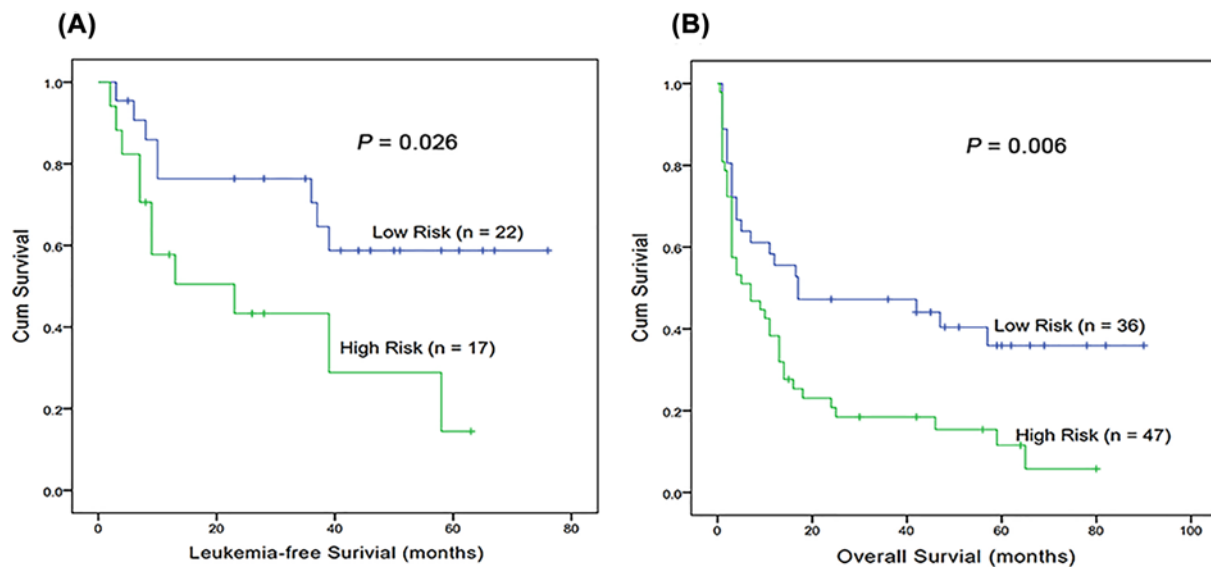 (A)
Cum Survival
1.0
0.8
0.6
0.4
0.2
0.0
P = 0.026
Low Risk (n = 22)
High Risk (n = 17)
0
20
40
60
80
Leukemia-free Surivial (months)
(B)
Cum Survival
1.0
0.8
0.6
0.4
0.2
0.0
P = 0.006
Low Risk (n = 36)
High Risk (n = 47)
0
20
40
60
80
100
Overall Survial (months)